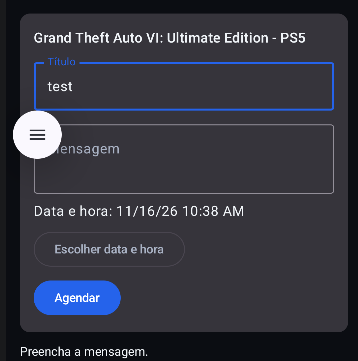 Grand Theft Auto VI: Ultimate Edition - PS5
Título
test
Mensagem
Data e hora: 11/16/26 10:38 AM
Escolher data e hora
Agendar
Preencha a mensagem.